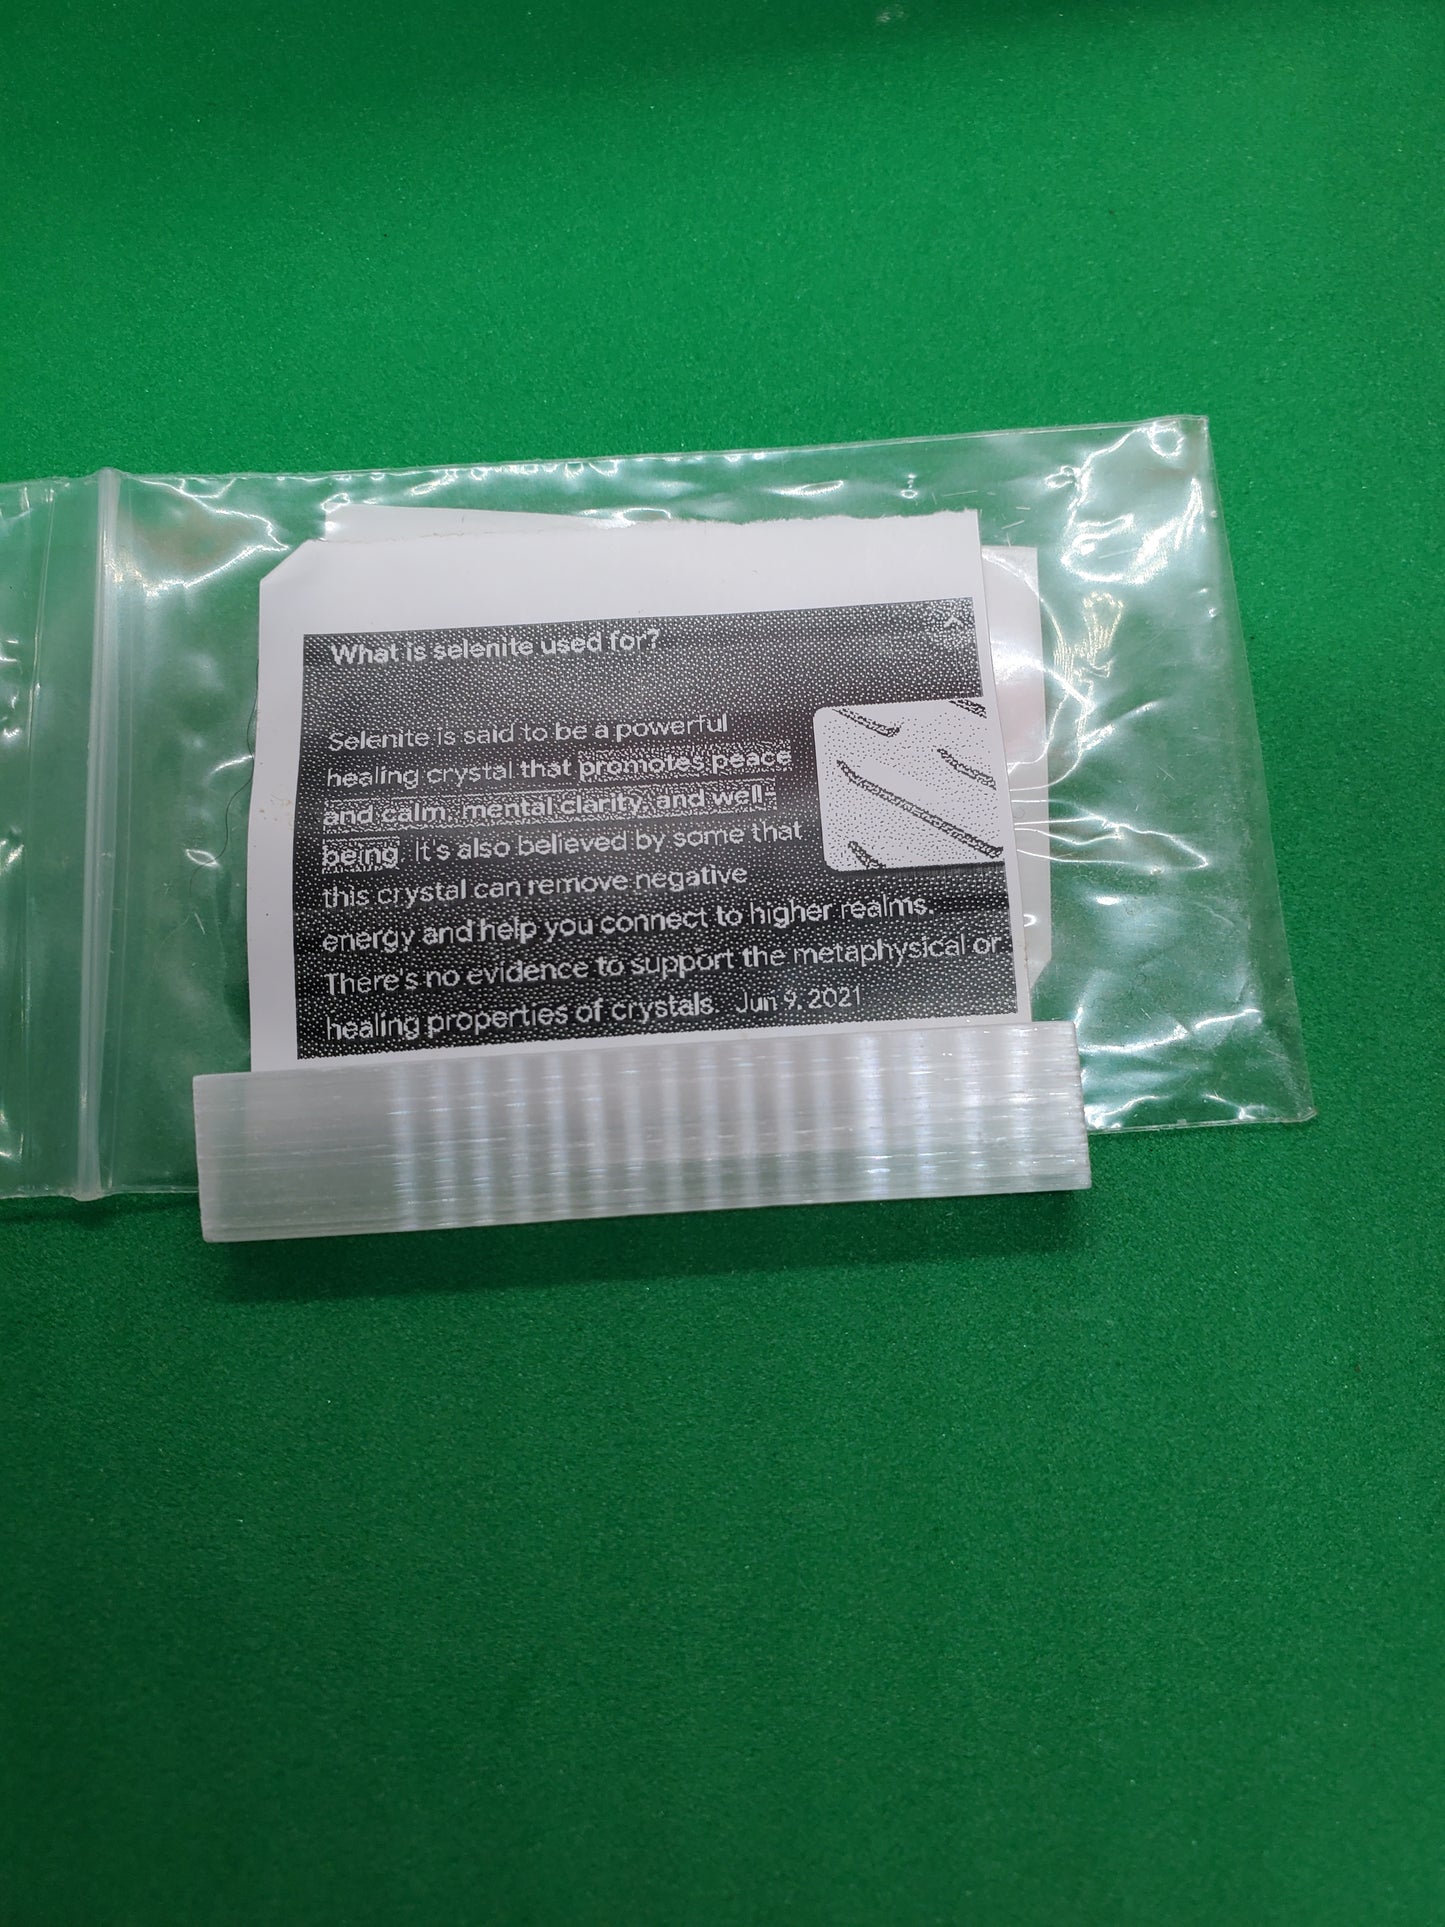 What is selenite used for?
Selenite is said to be a powerful
healing crystal that promotes peace
and calm, mental clarity, and well-
being. It's also believed by some that
this crystal can remove negative
energy and help you connect to higher realms.
There's no evidence to support the metaphysical or
healing properties of crystals. Jun 9, 2021